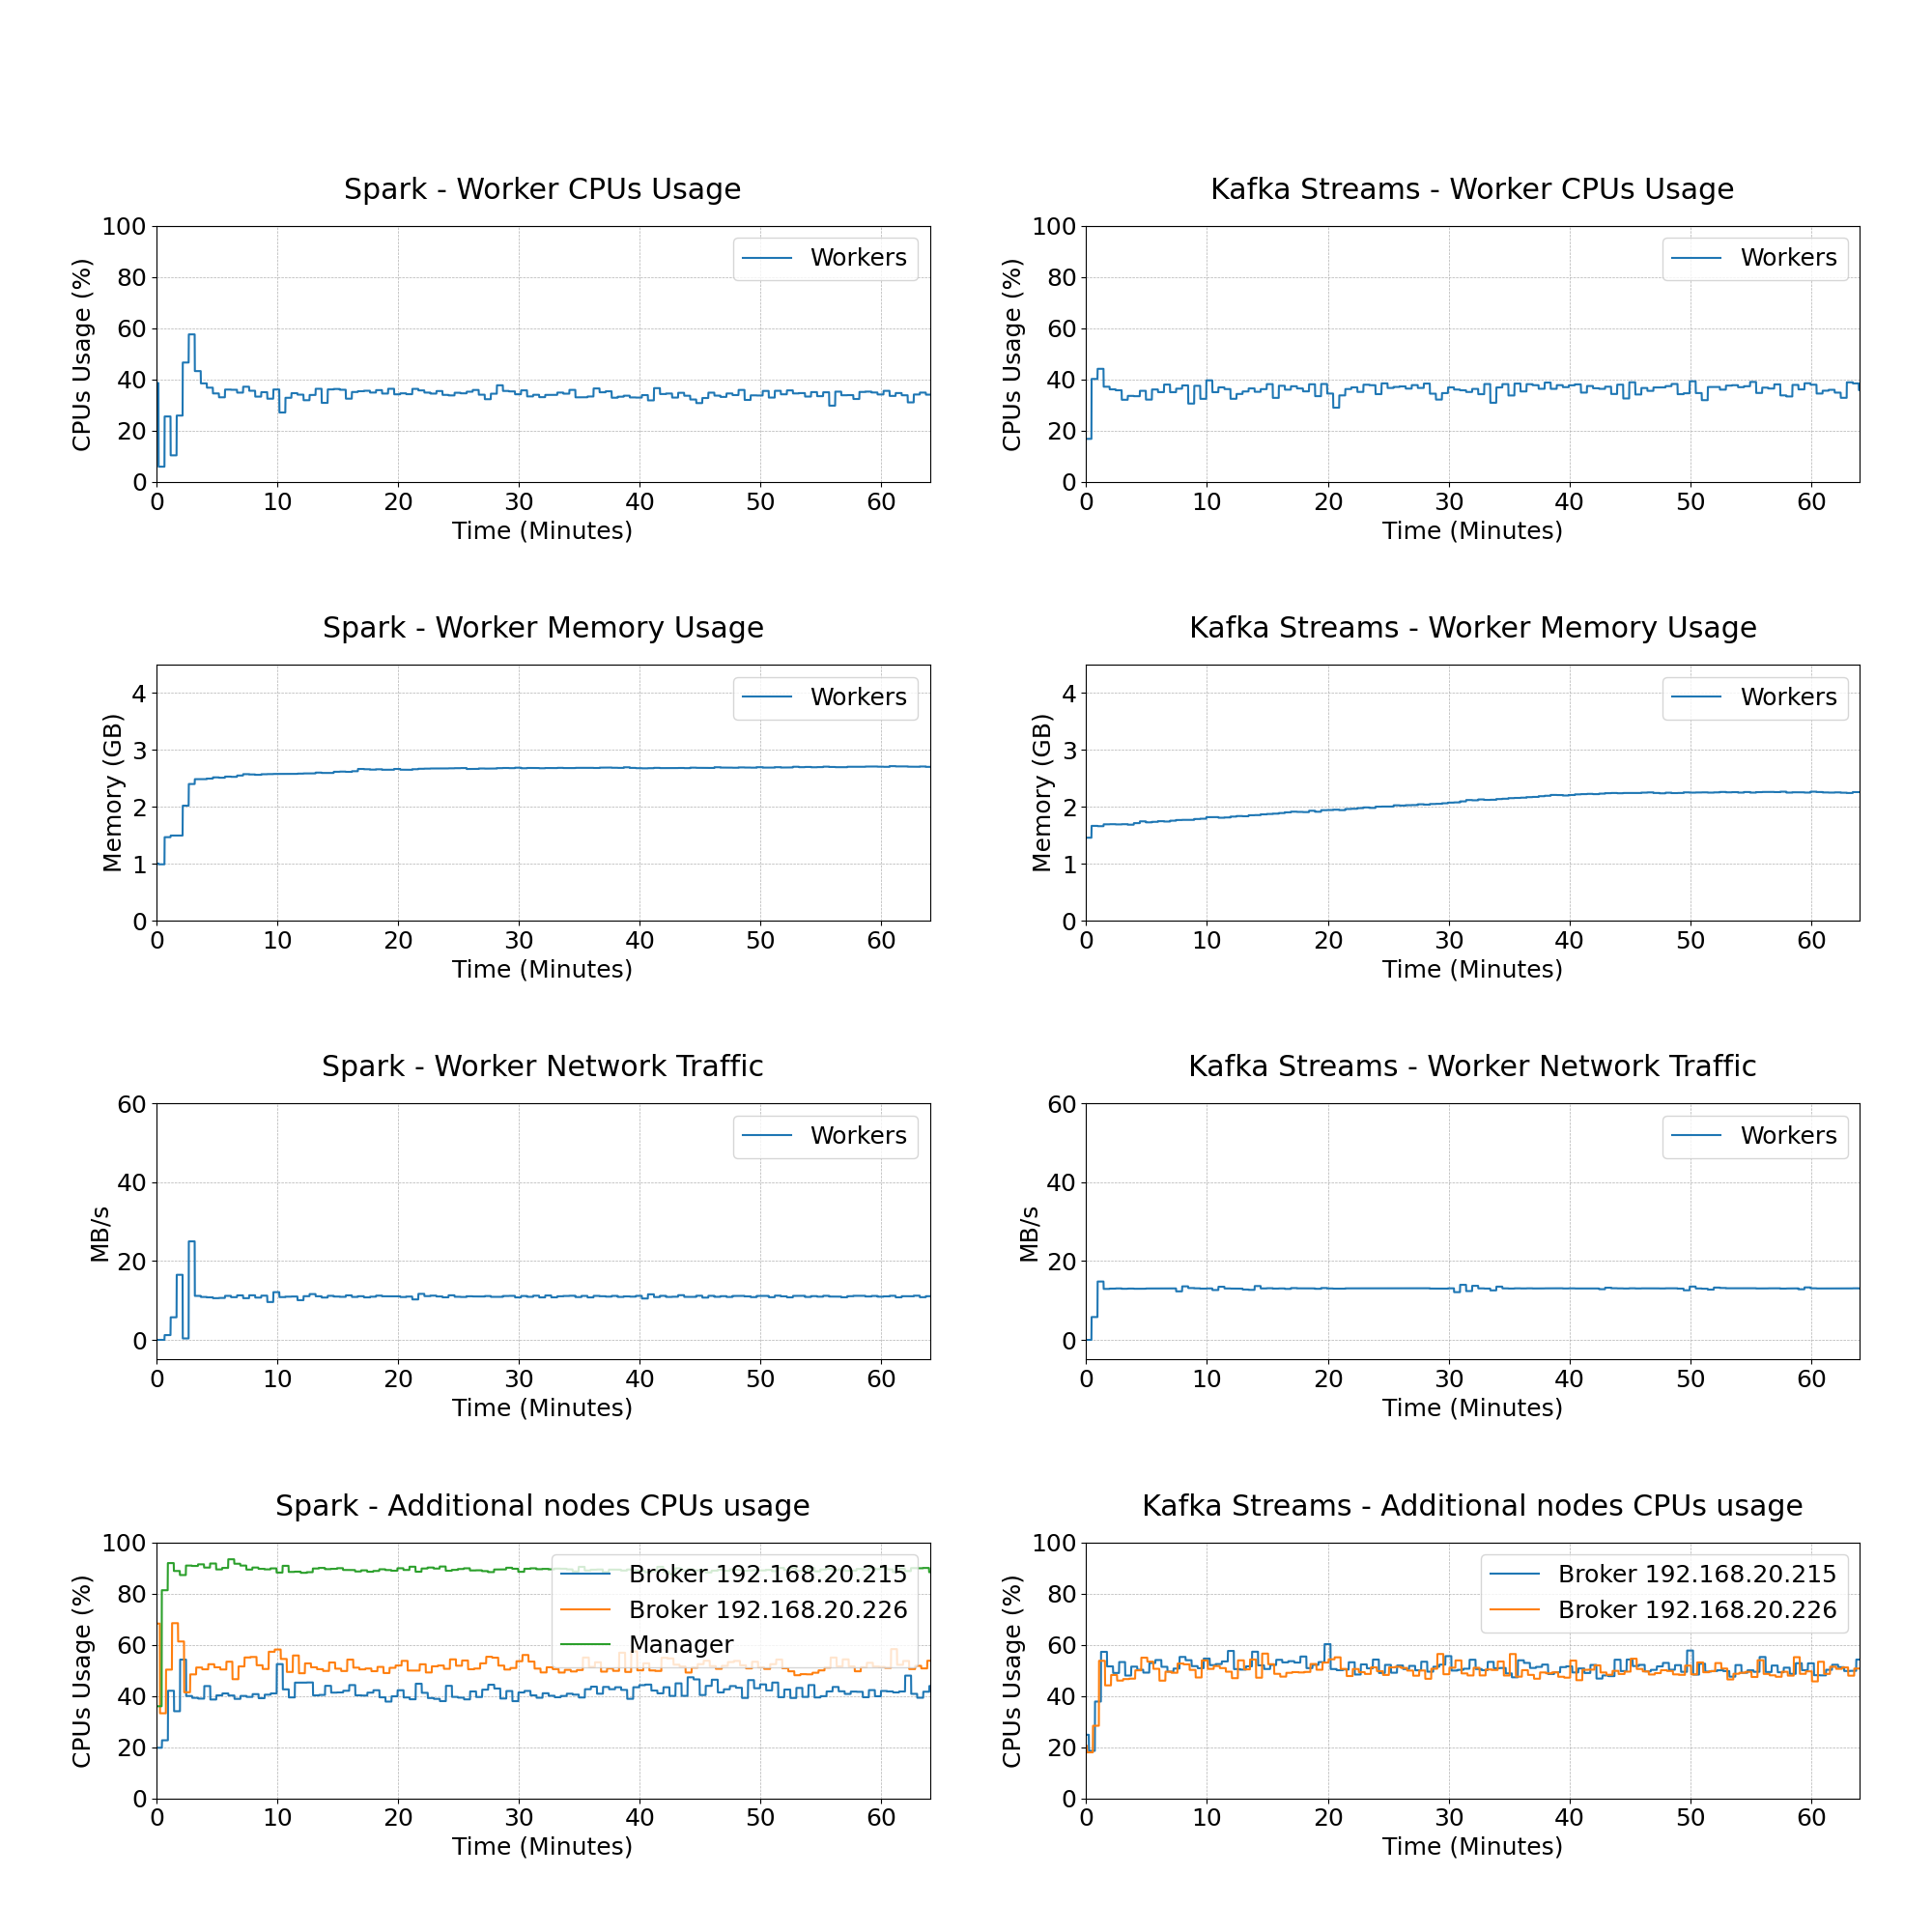 Spark - Worker CPUs Usage
CPUs Usage (%)
100
80
60
40
20
0
Workers
0 10 20 30 40 50 60
Time (Minutes)
Kafka Streams - Worker CPUs Usage
CPUs Usage (%)
100
80
60
40
20
0
Workers
0 10 20 30 40 50 60
Time (Minutes)
Spark - Worker Memory Usage
Memory (GB)
4
3
2
1
0
Workers
0 10 20 30 40 50 60
Time (Minutes)
Kafka Streams - Worker Memory Usage
Memory (GB)
4
3
2
1
0
Workers
0 10 20 30 40 50 60
Time (Minutes)
Spark - Worker Network Traffic
MB/s
60
40
20
0
Workers
0 10 20 30 40 50 60
Time (Minutes)
Kafka Streams - Worker Network Traffic
MB/s
60
40
20
0
Workers
0 10 20 30 40 50 60
Time (Minutes)
Spark - Additional nodes CPUs usage
CPUs Usage (%)
100
80
60
40
20
0
Broker 192.168.20.215
Broker 192.168.20.226
Manager
0 10 20 30 40 50 60
Time (Minutes)
Kafka Streams - Additional nodes CPUs usage
CPUs Usage (%)
100
80
60
40
20
0
Broker 192.168.20.215
Broker 192.168.20.226
0 10 20 30 40 50 60
Time (Minutes)